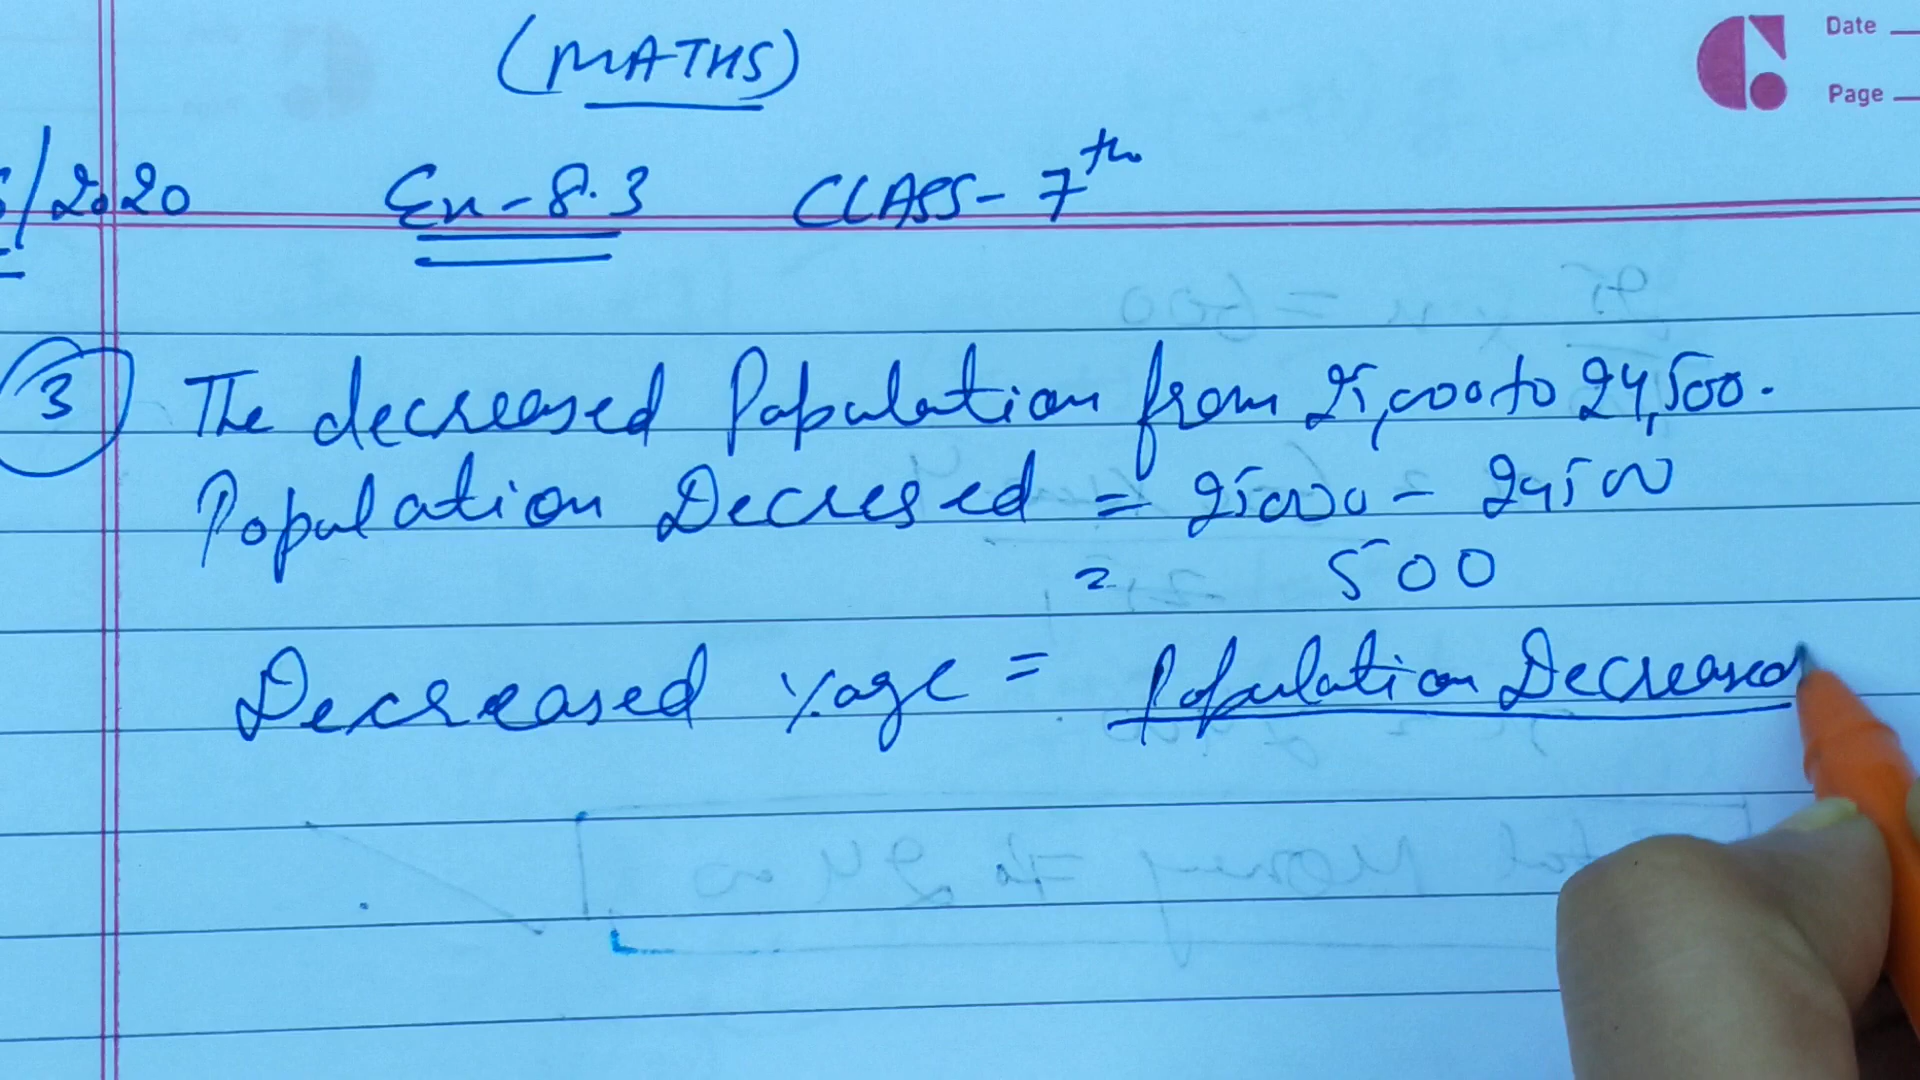 (MATHS)
Date
Page
/2020 Ex-8.3 CLASS-7th
3 The decreased Population from 25,000 to 24,500.
Population Decresed = 25000 - 24500
= 500
Decreased %age = Population Decreased